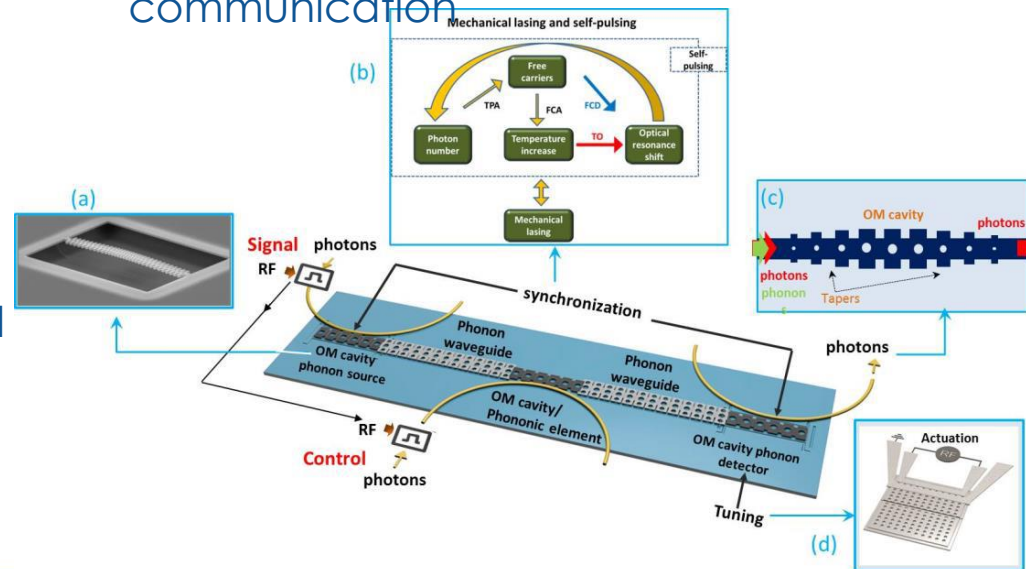 communication
Mechanical lasing and self-pulsing
Self-
pulsing
(b)
Free
carriers
TPA
FCA
FCD
Photon
number
Temperature
increase
TO
Optical
resonance
shift
Mechanical
lasing
(a)
(c)
OM cavity
photons
photons
phonon
Tapers
Signal photons
RF
synchronization
Phonon
waveguide
Phonon
waveguide
photons
OM cavity
phonon source
OM cavity/
Phononic element
OM cavity phonon
detector
RF
Control
photons
Tuning
Actuation
RF
(d)